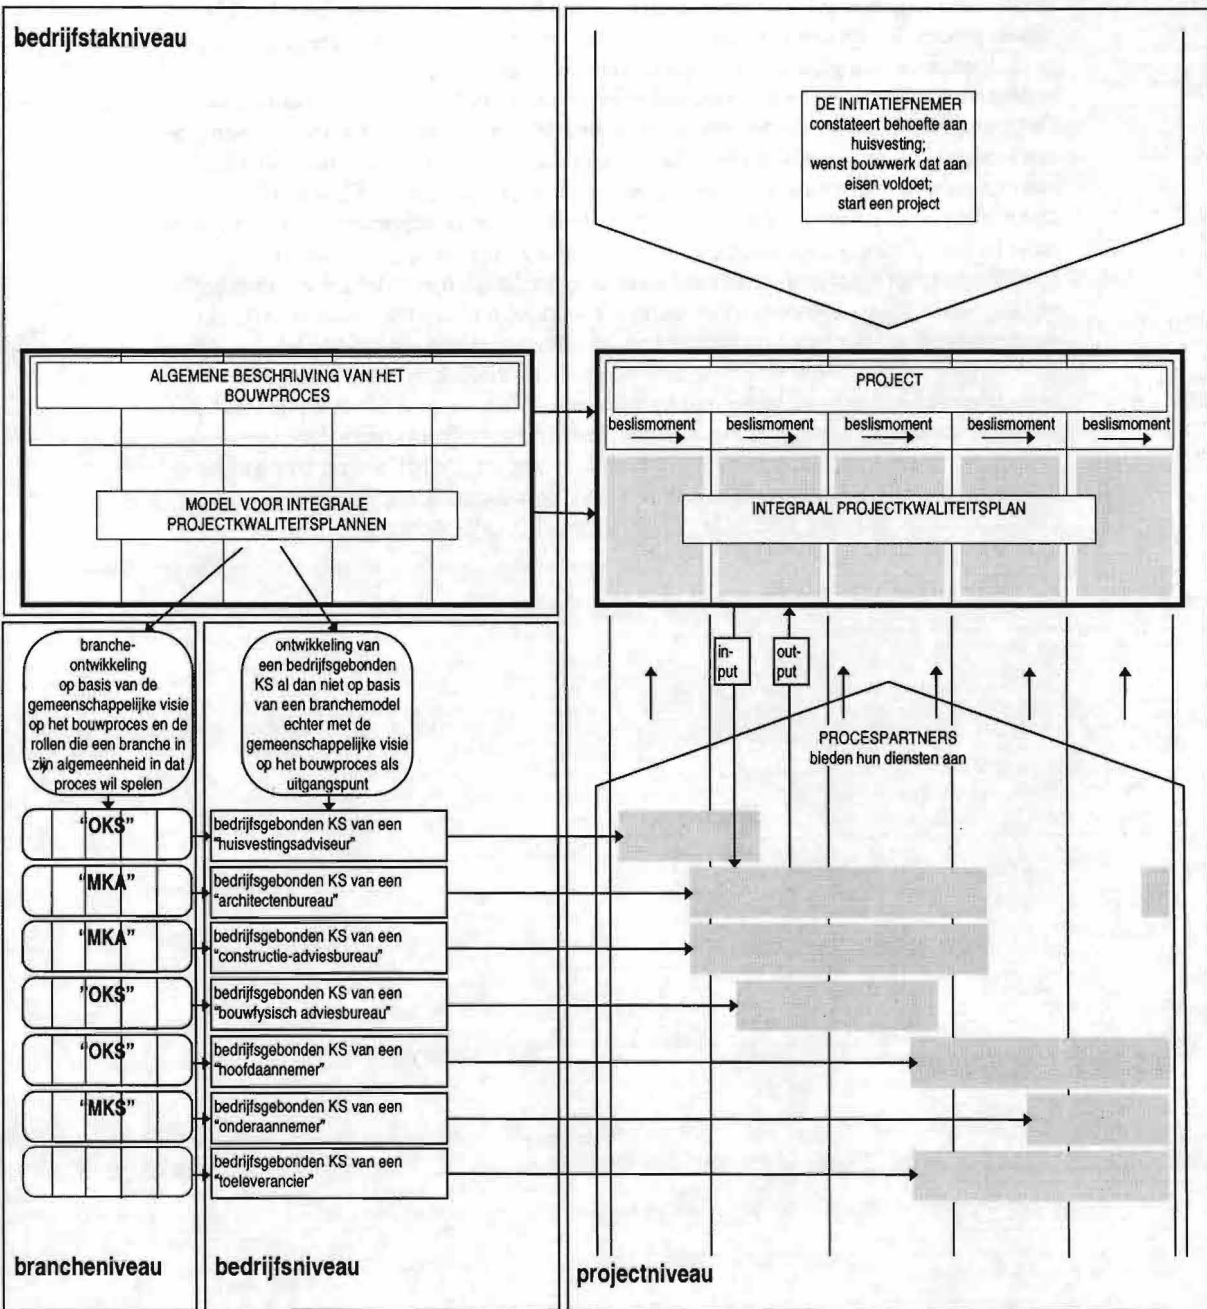 bedrijfstakniveau
DE INITIATIEFNEMER
constateert behoefte aan
huisvesting;
wenst bouwwerk dat aan
eisen voldoet;
start een project
ALGEMENE BESCHRIJVING VAN HET
BOUWPROCES
PROJECT
beslismoment
beslismoment
beslismoment
beslismoment
beslismoment
MODEL VOOR INTEGRALE
PROJECTKWALITEITSPLANNEN
INTEGRAAL PROJECTKWALITEITSPLAN
branche-
ontwikkeling
op basis van de
gemeenschappelijke visie
op het bouwproces en de
rollen die een branche in
zijn algemeenheid in dat
proces wil spelen
ontwikkeling van
een bedrijfsgebonden
KS al dan niet op basis
van een branchemodel
echter met de
gemeenschappelijke visie
op het bouwproces als
uitgangspunt
in-
put
out-
put
PROCESPARTNERS
bieden hun diensten aan
"OKS"
bedrijfsgebonden KS van een
"huisvestingsadviseur"
"MKA"
bedrijfsgebonden KS van een
"architectenbureau"
"MKA"
bedrijfsgebonden KS van een
"constructie-adviesbureau"
"OKS"
bedrijfsgebonden KS van een
"bouwfysisch adviesbureau"
"OKS"
bedrijfsgebonden KS van een
"hoofdaannemer"
"MKS"
bedrijfsgebonden KS van een
"onderaannemer"
bedrijfsgebonden KS van een
"toeleverancier"
brancheniveau
bedrijfsniveau
projectniveau